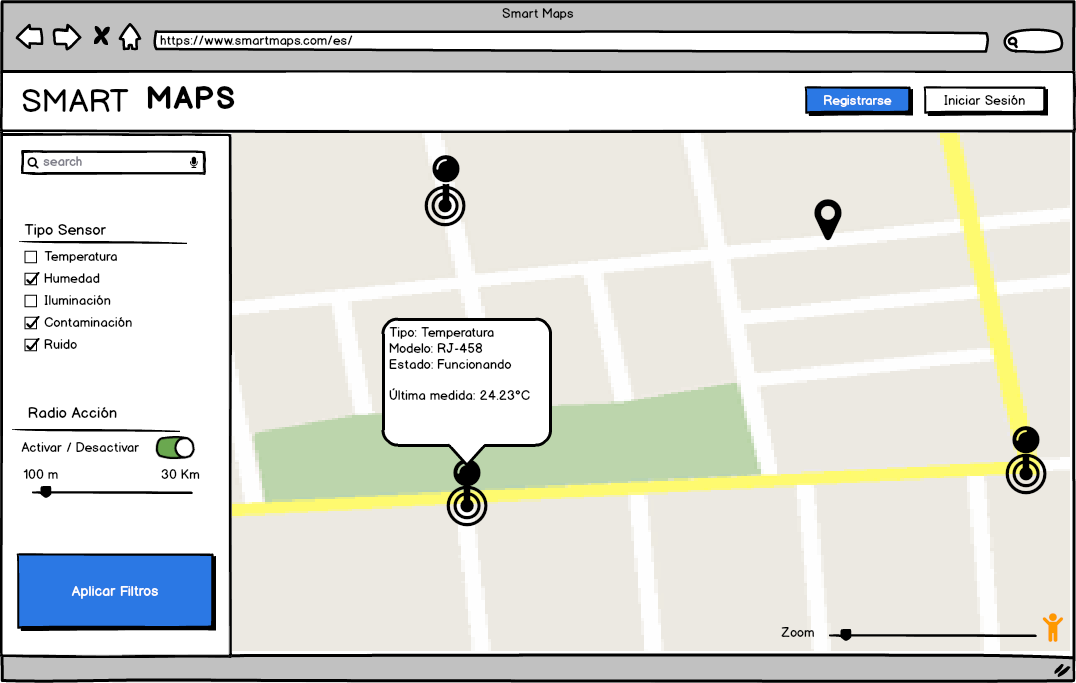 Smart Maps
https://www.smartmaps.com/es/
SMART MAPS
Registrarse
Iniciar Sesión
search
Tipo Sensor
Temperatura
Humedad
Iluminación
Contaminación
Ruido
Radio Acción
Activar / Desactivar
100 m 30 Km
Aplicar Filtros
Tipo: Temperatura
Modelo: RJ-458
Estado: Funcionando
Última medida: 24.23°C
Zoom